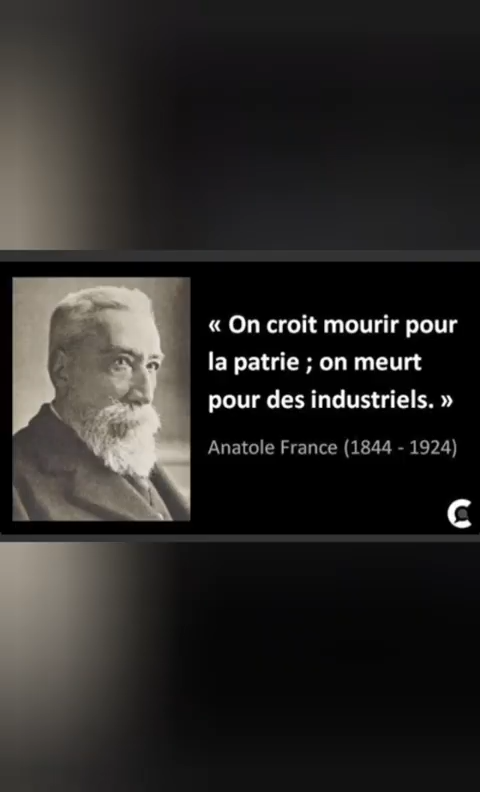 « On croit mourir pour
la patrie ; on meurt
pour des industriels. »
Anatole France (1844 - 1924)